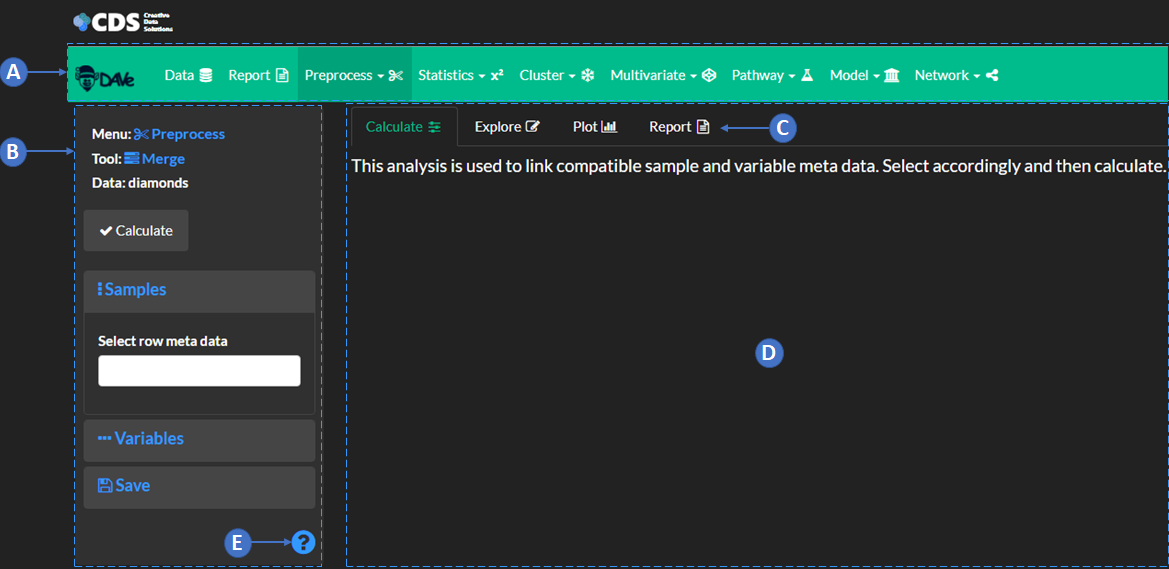 CDS Creative Data Solutions
A
DAVe Data Report Preprocess Statistics x² Cluster Multivariate Pathway Model Network
Calculate Explore Plot Report C
B
Menu: Preprocess
Tool: Merge
Data: diamonds
This analysis is used to link compatible sample and variable meta data. Select accordingly and then calculate.
Calculate
Samples
Select row meta data
D
Variables
Save
E ?